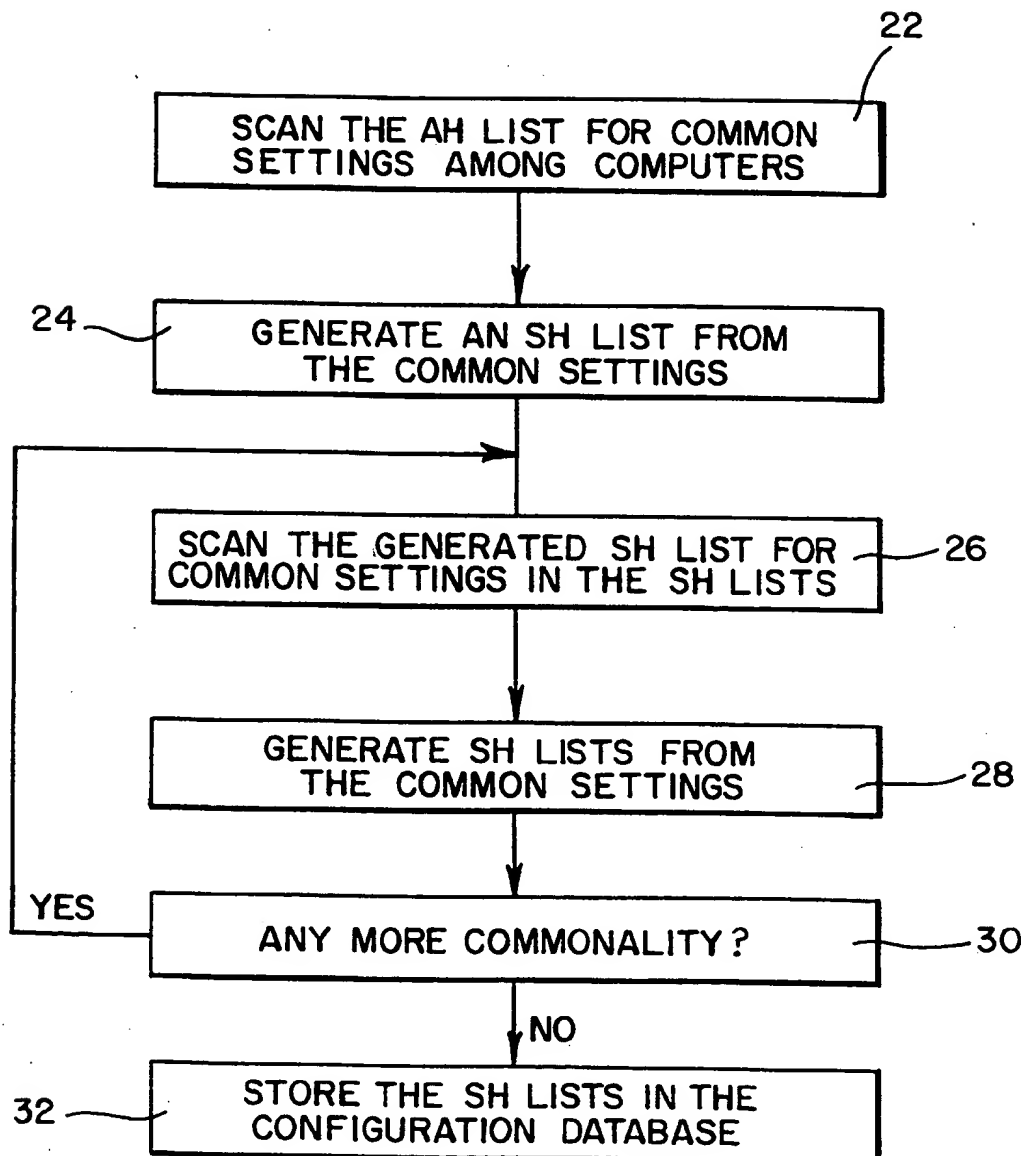 22
SCAN THE AH LIST FOR COMMON
SETTINGS AMONG COMPUTERS
24
GENERATE AN SH LIST FROM
THE COMMON SETTINGS
SCAN THE GENERATED SH LIST FOR
COMMON SETTINGS IN THE SH LISTS
26
GENERATE SH LISTS FROM
THE COMMON SETTINGS
28
YES
ANY MORE COMMONALITY?
30
NO
32
STORE THE SH LISTS IN THE
CONFIGURATION DATABASE